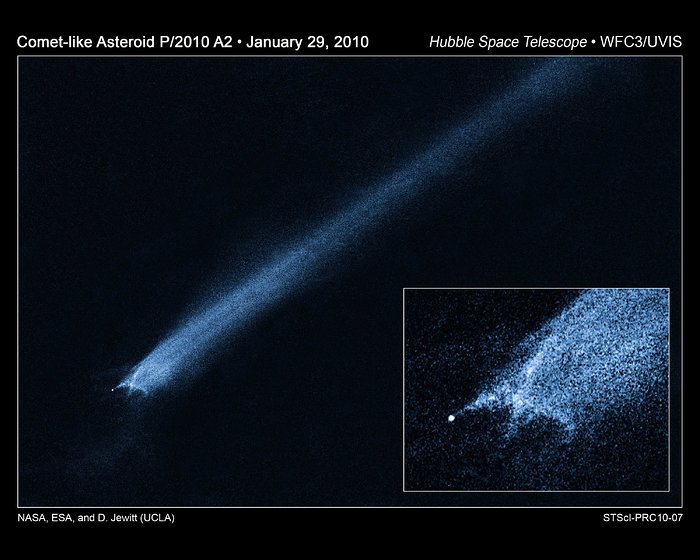 Comet-like Asteroid P/2010 A2 • January 29, 2010
Hubble Space Telescope • WFC3/UVIS
NASA, ESA, and D. Jewitt (UCLA)
STScI-PRC10-07